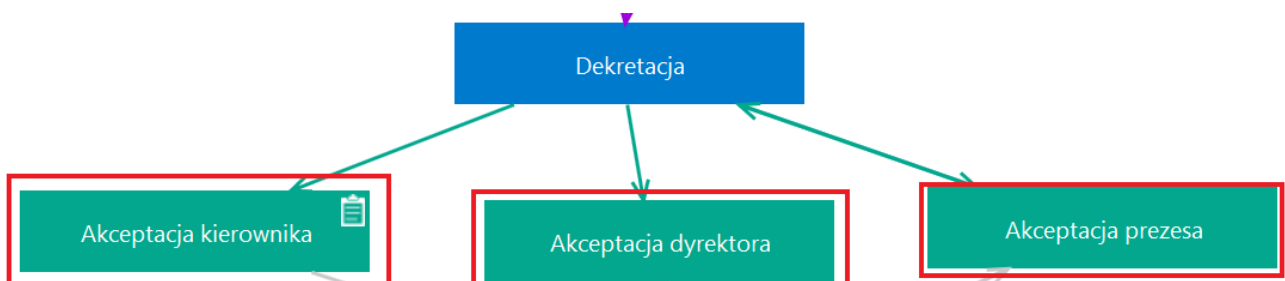 Dekretacja
Akceptacja kierownika
Akceptacja dyrektora
Akceptacja prezesa